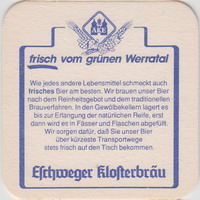 frisch vom grünen Werratal
Wie jedes andere Lebensmittel schmeckt auch
frisches Bier am besten. Wir brauen unser Bier
nach dem Reinheitsgebot und dem traditionellen
Brauverfahren. In den Gewölbekellern lagert es
bis zur Erlangung der natürlichen Reife, erst
dann wird es in Fässer und Flaschen abgefüllt.
Wir sorgen dafür, daß Sie unser Bier
über kürzeste Transportwege
stets frisch auf den Tisch bekommen.
Eschweger Klosterbräu